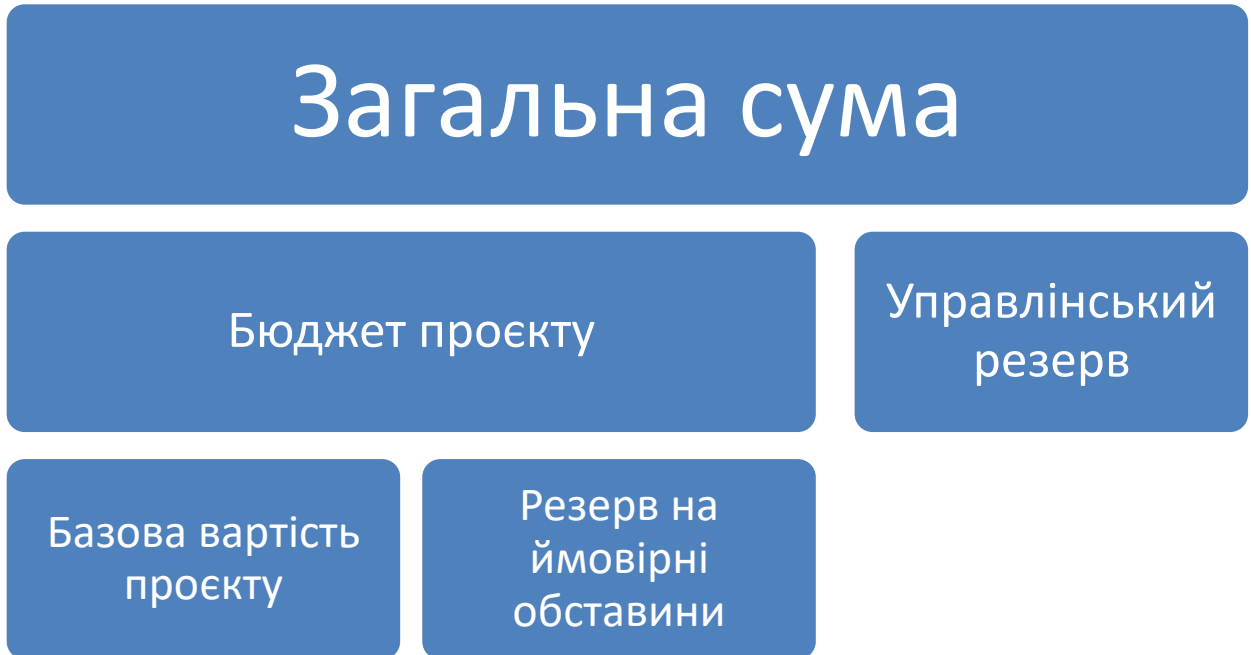 Загальна сума
Бюджет проєкту
Управлінський
резерв
Базова вартість
проєкту
Резерв на
ймовірні
обставини